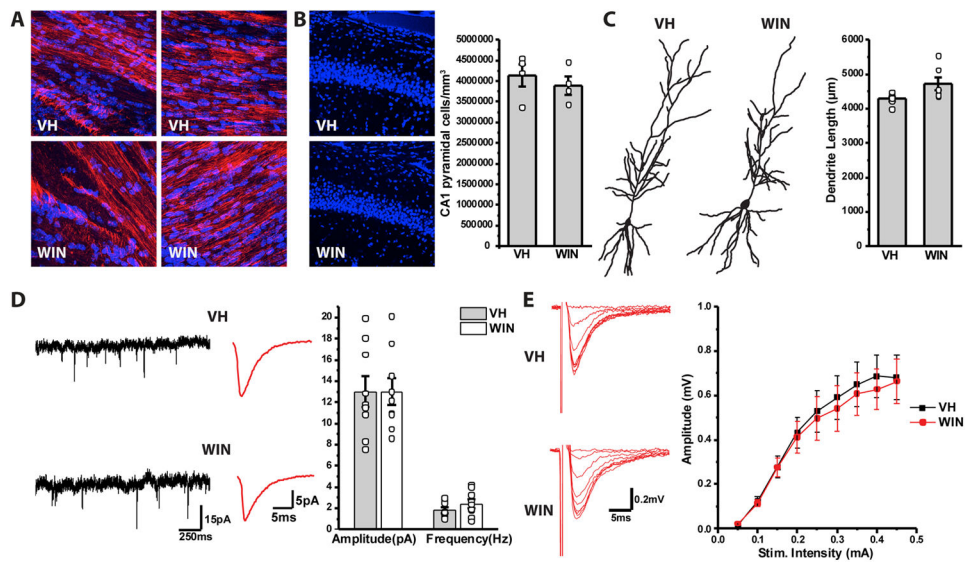 A
VH
WIN
VH
WIN
B
VH
WIN
CA1 pyramidal cells/mm³
5000000
4500000
4000000
3500000
3000000
2500000
2000000
1500000
1000000
500000
0
VH
WIN
C
VH
WIN
Dendrite Length (μm)
6000
5000
4000
3000
2000
1000
0
VH
WIN
D
VH
WIN
15pA
250ms
5pA
5ms
20
18
16
14
12
10
8
6
4
2
0
VH
WIN
Amplitude(pA)
Frequency(Hz)
E
VH
WIN
0.2mV
5ms
Amplitude (mV)
1.0
0.8
0.6
0.4
0.2
0.0
0.0
0.1
0.2
0.3
0.4
0.5
Stim. Intensity (mA)
VH
WIN